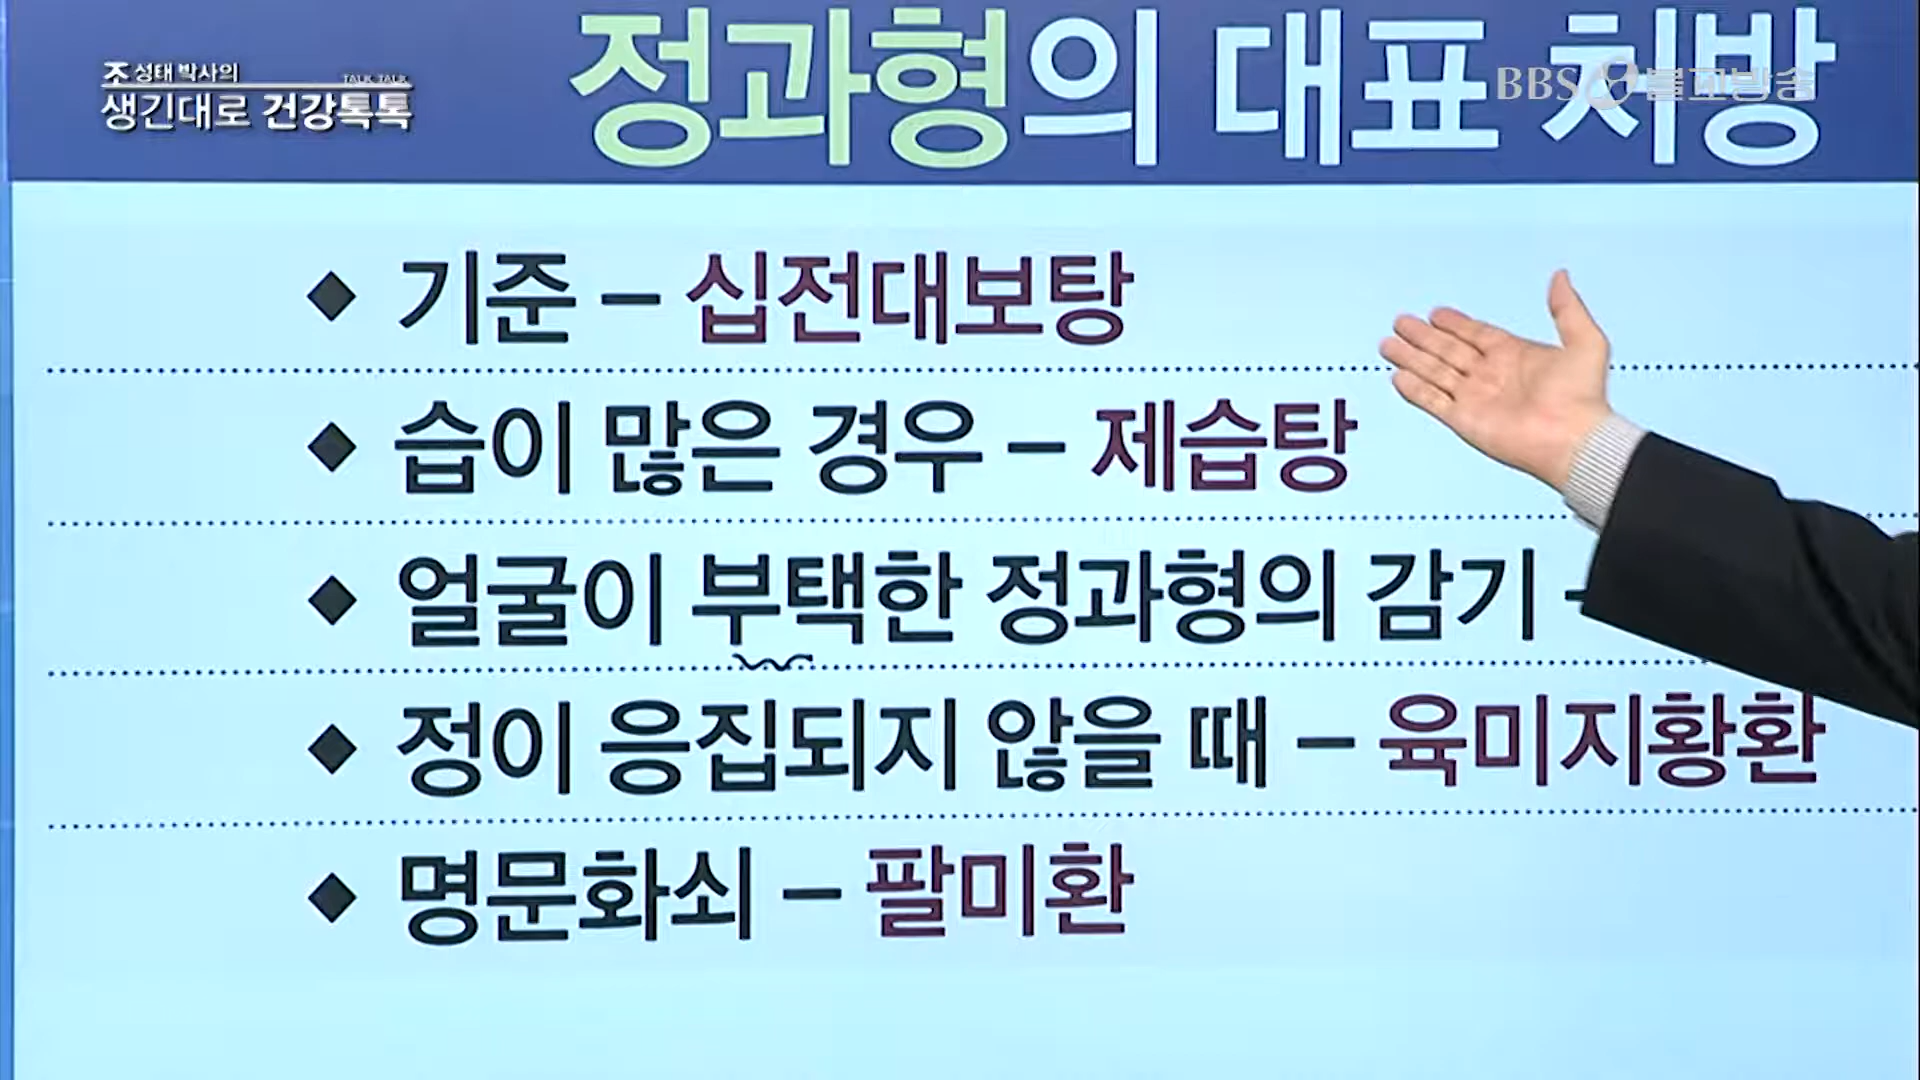 조성태 박사의
TALK TALK
생긴대로 건강톡톡
정과형의 대표 처방
BBS 불교방송
◆ 기준 – 십전대보탕
◆ 습이 많은 경우 – 제습탕
◆ 얼굴이 부택한 정과형의 감기 –
◆ 정이 응집되지 않을 때 – 육미지황환
◆ 명문화쇠 – 팔미환